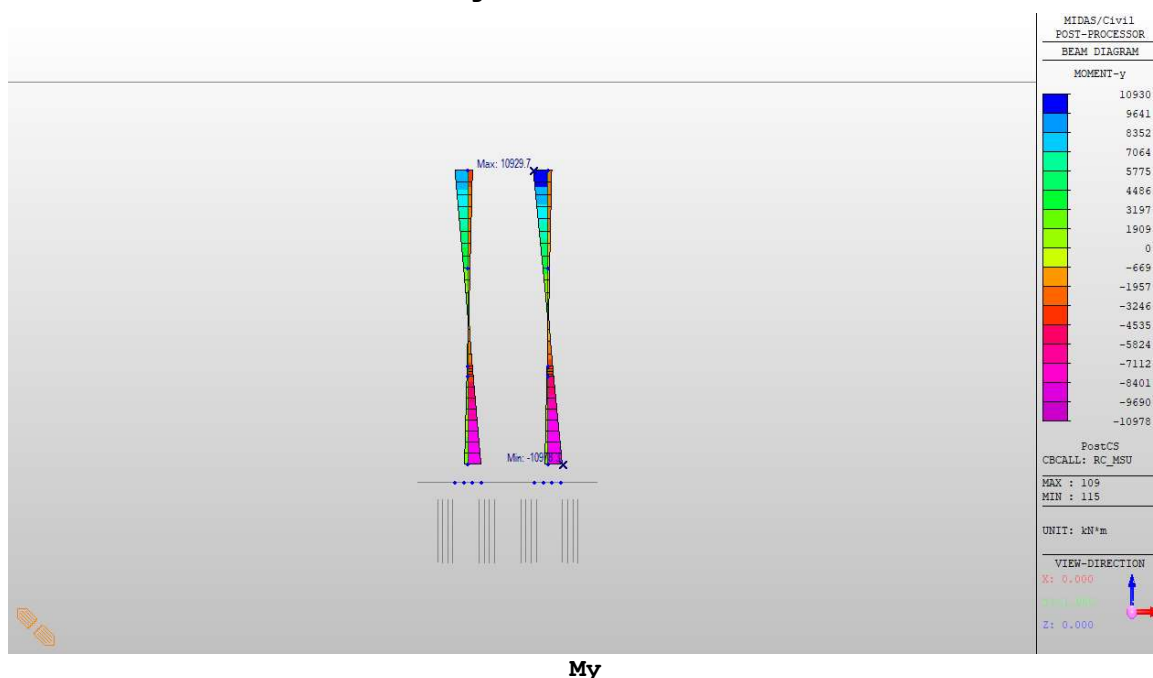 Max: 10929.7
Min: -109
MIDAS/Civil
POST-PROCESSOR
BEAM DIAGRAM
MOMENT-y
10930
9641
8352
7064
5775
4486
3197
1909
0
-669
-1957
-3246
-4535
-5824
-7112
-8401
-9690
-10978
PostCS
CBCALL: RC_MSU
MAX : 109
MIN : 115
UNIT: kN*m
VIEW-DIRECTION
X: 0.000
Z: 0.000
My